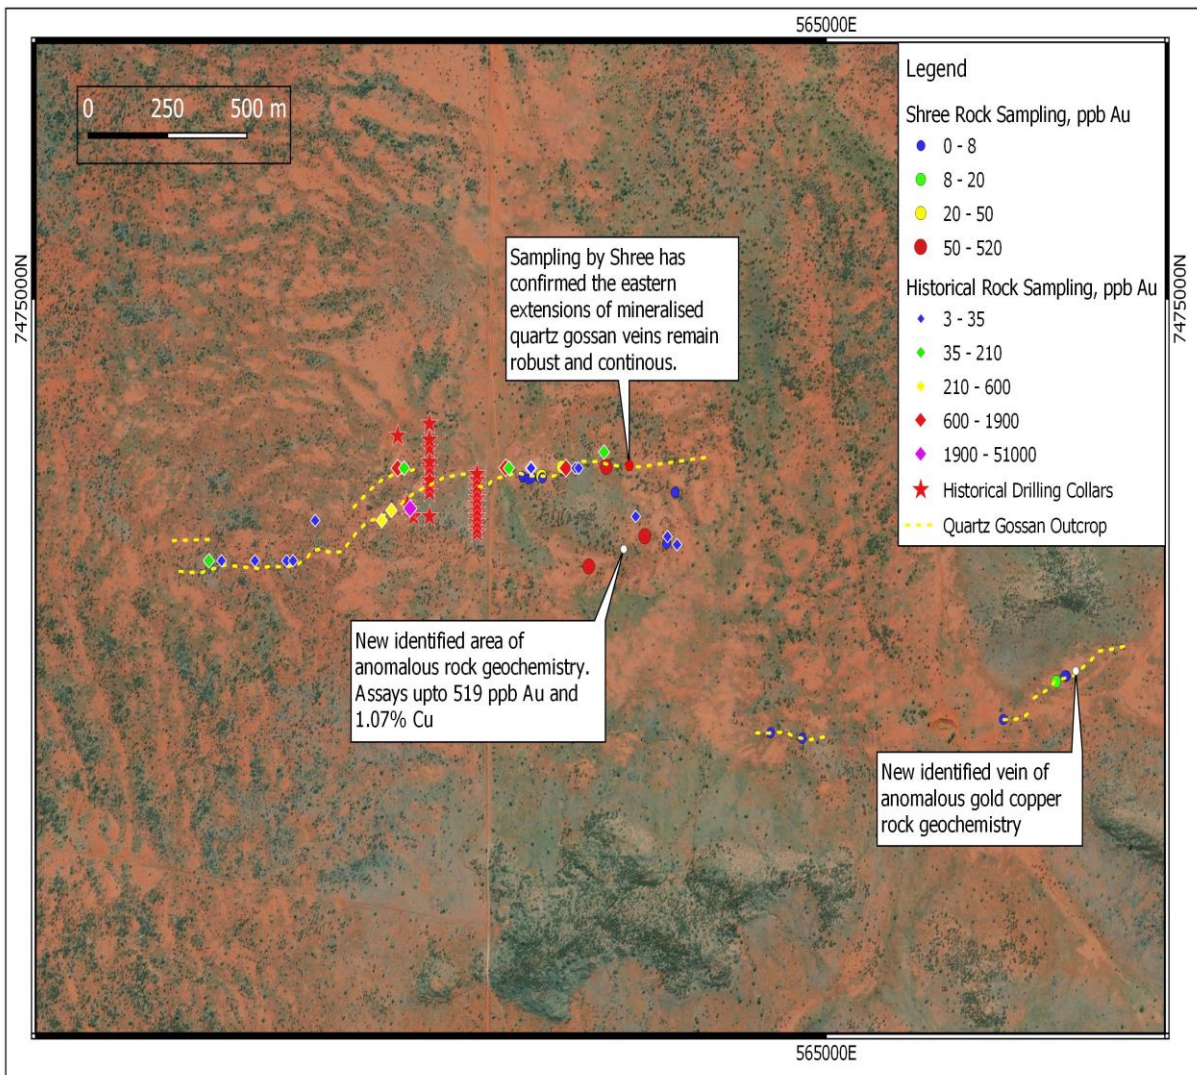 565000E
0 250 500 m
Legend
Shree Rock Sampling, ppb Au
0 - 8
8 - 20
20 - 50
50 - 520
Historical Rock Sampling, ppb Au
3 - 35
35 - 210
210 - 600
600 - 1900
1900 - 51000
Historical Drilling Collars
Quartz Gossan Outcrop
7475000N
7475000N
Sampling by Shree has
confirmed the eastern
extensions of mineralised
quartz gossan veins remain
robust and continous.
New identified area of
anomalous rock geochemistry.
Assays upto 519 ppb Au and
1.07% Cu
New identified vein of
anomalous gold copper
rock geochemistry
565000E